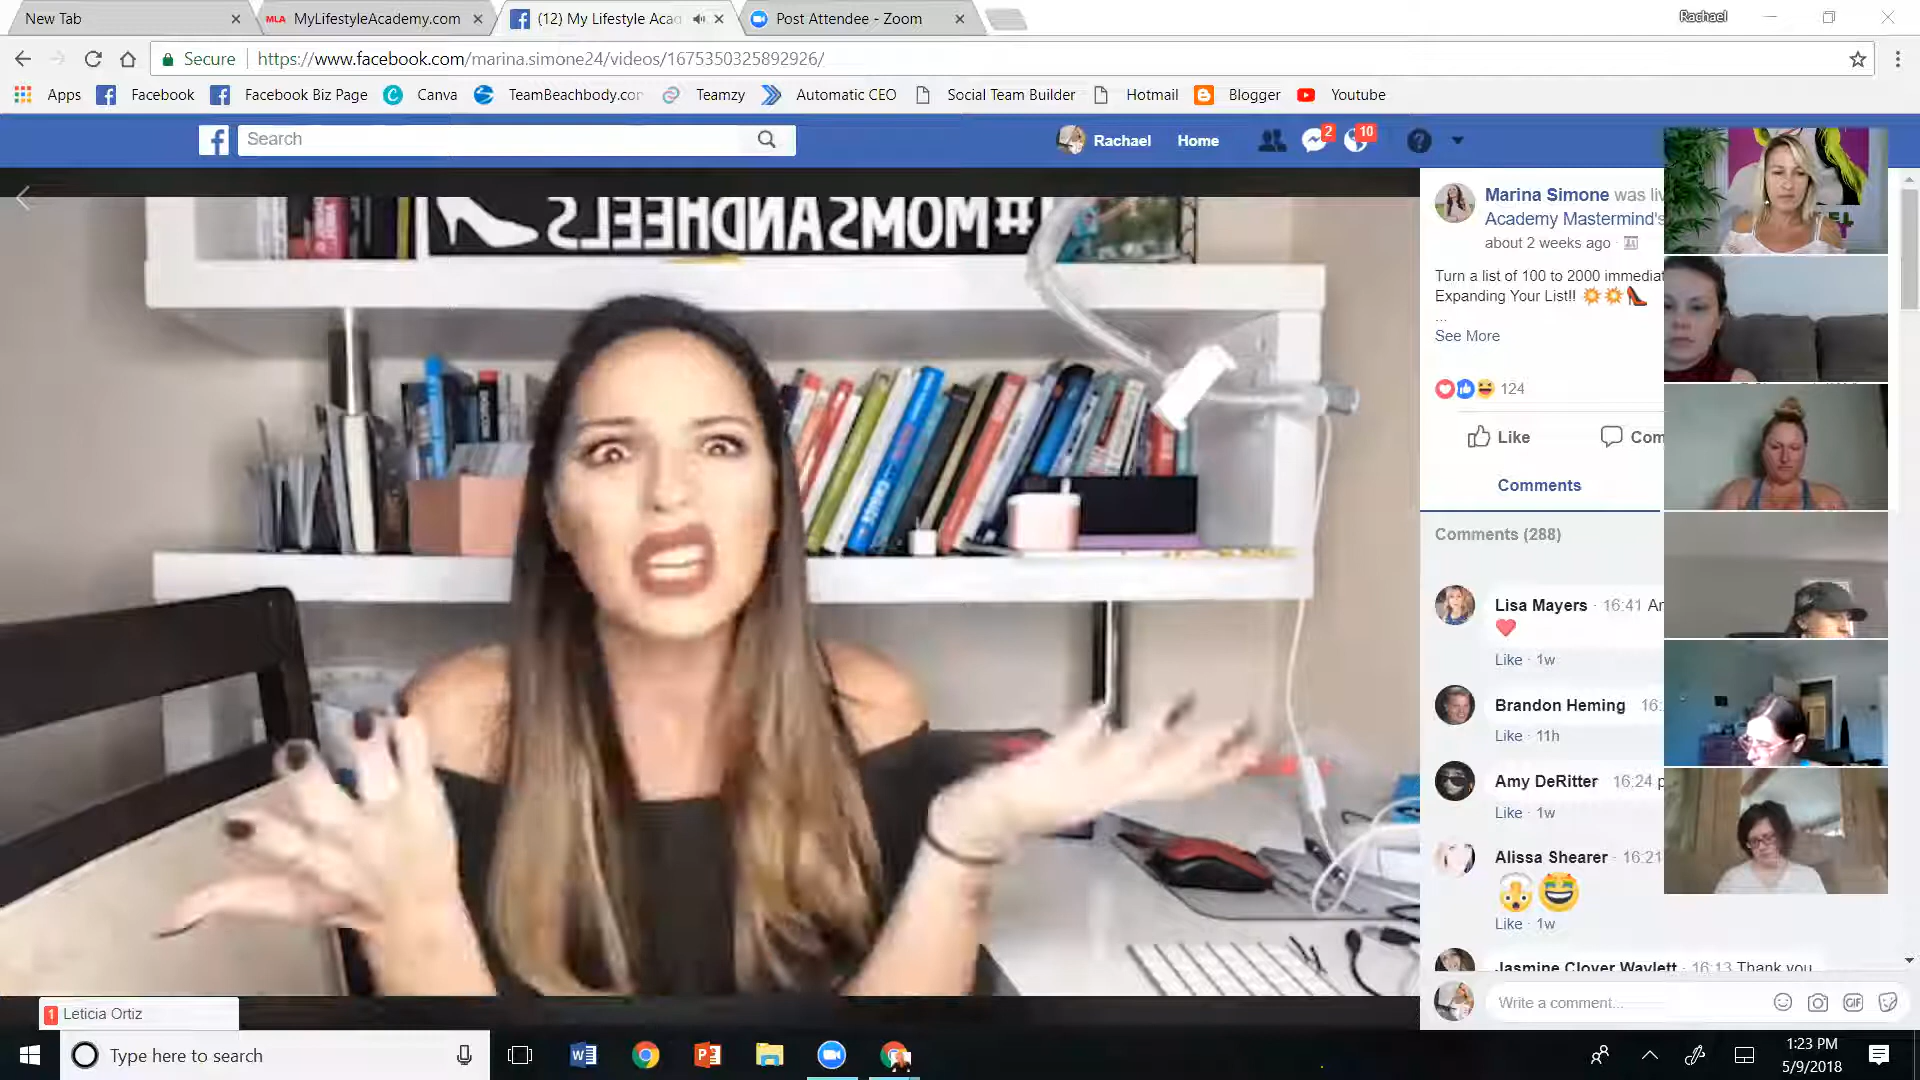 New Tab
MLA MyLifestyleAcademy.com
(12) My Lifestyle Aca
Post Attendee - Zoom
Rachael
Secure
https://www.facebook.com/marina.simone24/videos/1675350325892926/
Apps
Facebook
Facebook Biz Page
Canva
TeamBeachbody.co
Teamzy
Automatic CEO
Social Team Builder
Hotmail
Blogger
Youtube
Search
Rachael
Home
2
10
#MOMSANDHEELS
Marina Simone was liv
Academy Mastermind's
about 2 weeks ago
Turn a list of 100 to 2000 immediat
Expanding Your List!!
...
See More
124
Like
Com
Comments
Comments (288)
Lisa Mayers · 16:41 Ar
Like · 1w
Brandon Heming 16:
Like · 11h
Amy DeRitter 16:24 p
Like · 1w
Alissa Shearer · 16:21
Like · 1w
Jasmine Clover Waylett · 16:13 Thank you
Write a comment...
GIF
1 Leticia Ortiz
Type here to search
1:23 PM
5/9/2018